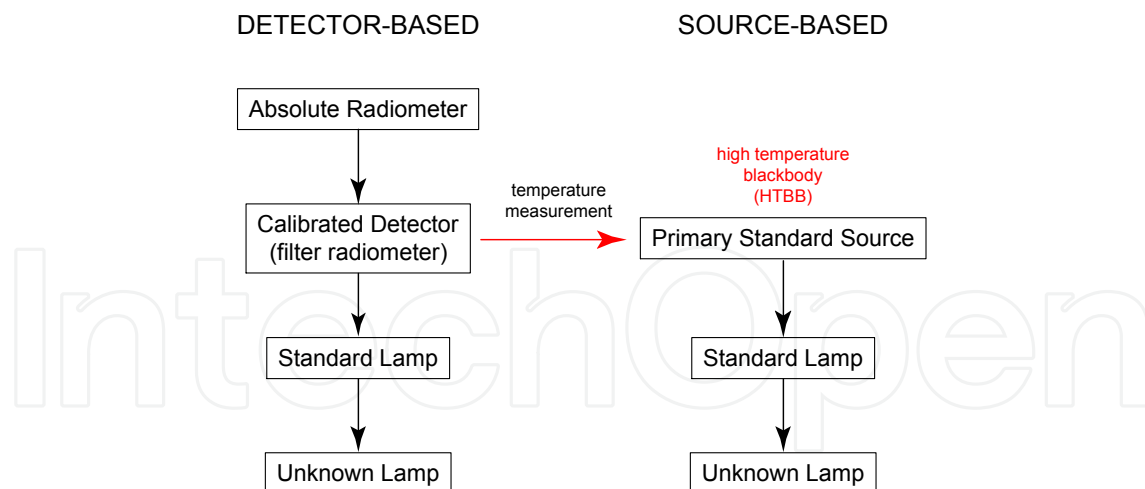 DETECTOR-BASED
SOURCE-BASED
Absolute Radiometer
high temperature
blackbody
(HTBB)
temperature
measurement
Calibrated Detector
(filter radiometer)
Primary Standard Source
Standard Lamp
Standard Lamp
IntechOpen
Unknown Lamp
Unknown Lamp